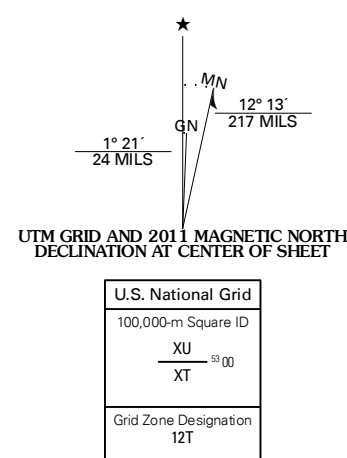 ★
MN
GN
12° 13´
217 MILS
1° 21´
24 MILS
UTM GRID AND 2011 MAGNETIC NORTH
DECLINATION AT CENTER OF SHEET
U.S. National Grid
100,000-m Square ID
XU
53 00
XT
Grid Zone Designation
12T